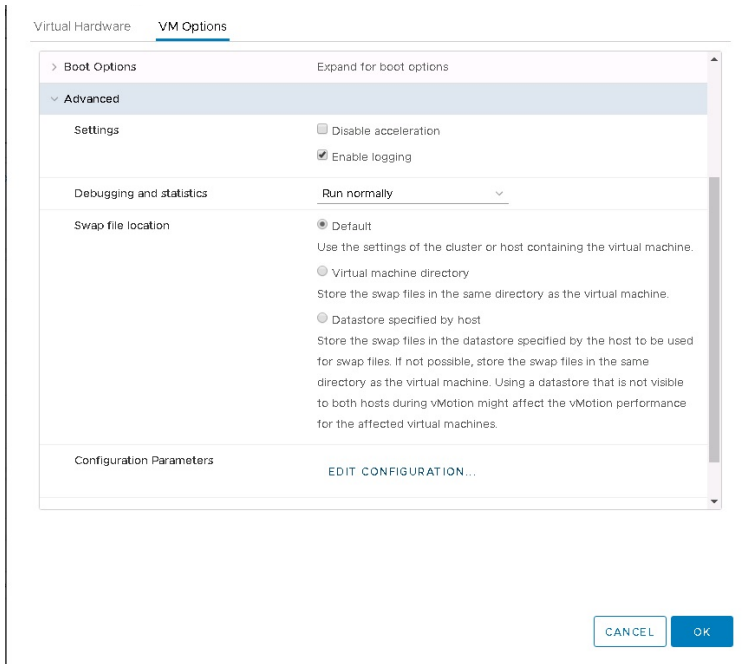 Virtual Hardware VM Options
Boot Options Expand for boot options
Advanced
Settings Disable acceleration
Enable logging
Debugging and statistics Run normally
Swap file location Default
Use the settings of the cluster or host containing the virtual machine.
Virtual machine directory
Store the swap files in the same directory as the virtual machine.
Datastore specified by host
Store the swap files in the datastore specified by the host to be used
for swap files. If not possible, store the swap files in the same
directory as the virtual machine. Using a datastore that is not visible
to both hosts during vMotion might affect the vMotion performance
for the affected virtual machines.
Configuration Parameters EDIT CONFIGURATION...
CANCEL OK